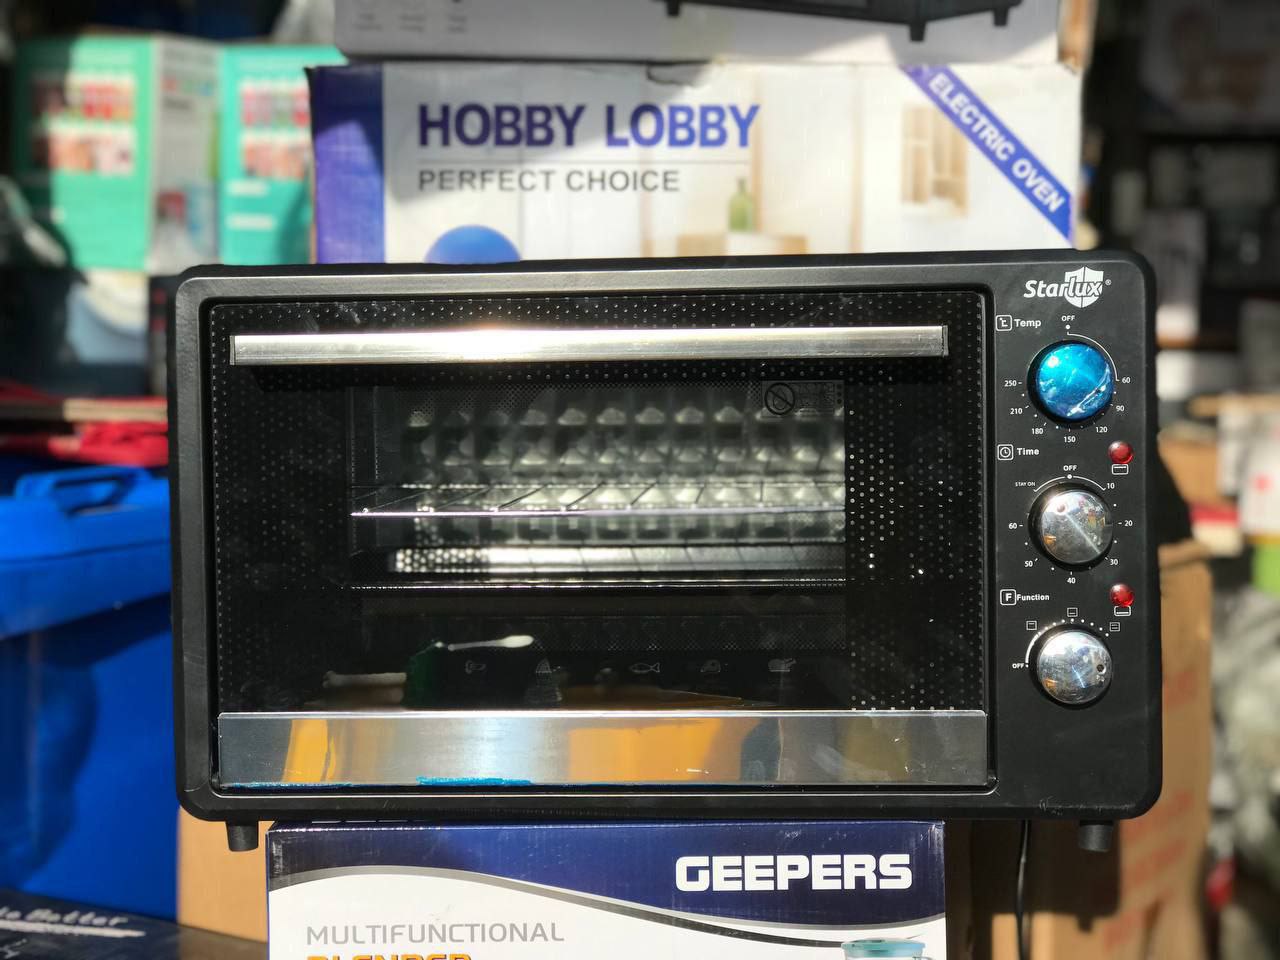 HOBBY LOBBY
PERFECT CHOICE
ELECTRIC OVEN
Starlux®
Temp
OFF
60
90
120
150
180
210
250
Time
OFF
STAY ON
10
20
30
40
50
60
F Function
OFF
GEEPERS
MULTIFUNCTIONAL
BLENDER